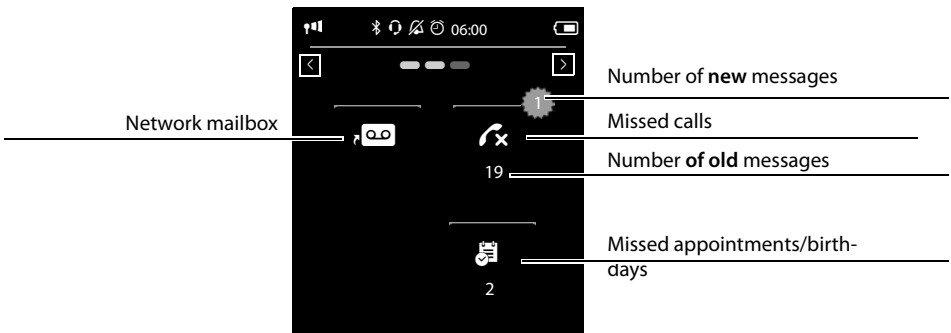 06:00
Number of new messages
1
Network mailbox
Missed calls
Number of old messages
19
Missed appointments/birth-
days
2